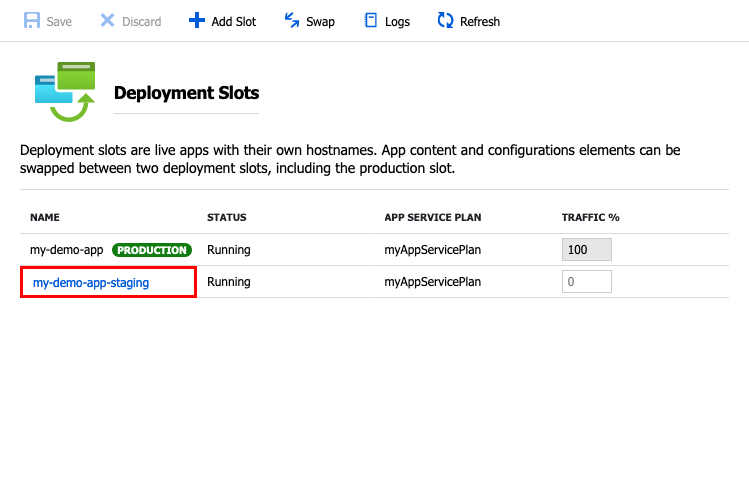 Save Discard Add Slot Swap Logs Refresh
Deployment Slots
Deployment slots are live apps with their own hostnames. App content and configurations elements can be
swapped between two deployment slots, including the production slot.
NAME STATUS APP SERVICE PLAN TRAFFIC %
my-demo-app PRODUCTION Running myAppServicePlan 100
my-demo-app-staging Running myAppServicePlan 0